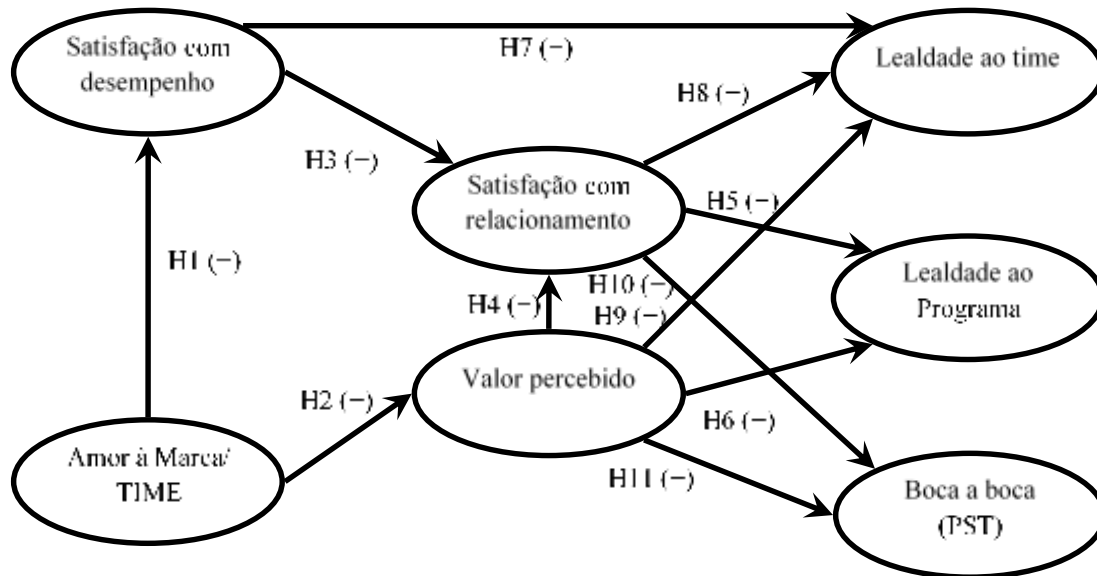 Satisfação com
desempenho
H7 (−)
Lealdade ao time
H8 (−)
H3 (−)
Satisfação com
relacionamento
H5 (−)
H1 (−)
H10 (−)
Lealdade ao
Programa
H4 (−)
H9 (−)
Valor percebido
H2 (−)
H6 (−)
Amor à Marca/
TIME
H11 (−)
Boca a boca
(PST)